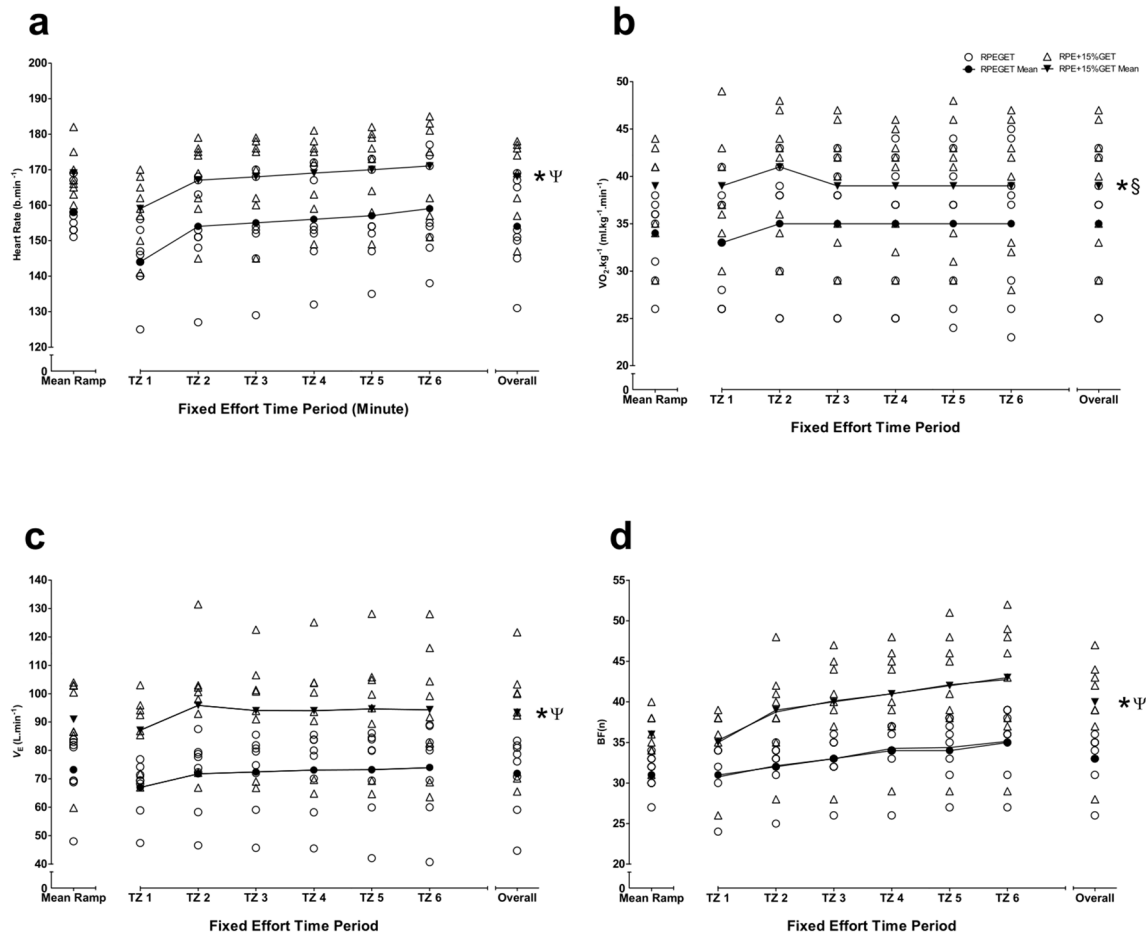 a
200
190
180
170
160
150
140
130
120
0
Heart Rate (b.min⁻¹)
Mean Ramp TZ 1 TZ 2 TZ 3 TZ 4 TZ 5 TZ 6 Overall
Fixed Effort Time Period (Minute)
*Ψ
b
RPEGET RPE+15%GET
RPEGET Mean RPE+15%GET Mean
50
45
40
35
30
25
20
0
VO₂.kg⁻¹ (ml.kg⁻¹.min⁻¹)
Mean Ramp TZ 1 TZ 2 TZ 3 TZ 4 TZ 5 TZ 6 Overall
Fixed Effort Time Period
*§
c
140
130
120
110
100
90
80
70
60
50
40
0
V_E (L.min⁻¹)
Mean Ramp TZ 1 TZ 2 TZ 3 TZ 4 TZ 5 TZ 6 Overall
Fixed Effort Time Period
*Ψ
d
55
50
45
40
35
30
25
20
0
BF(n)
Mean Ramp TZ 1 TZ 2 TZ 3 TZ 4 TZ 5 TZ 6 Overall
Fixed Effort Time Period
*Ψ